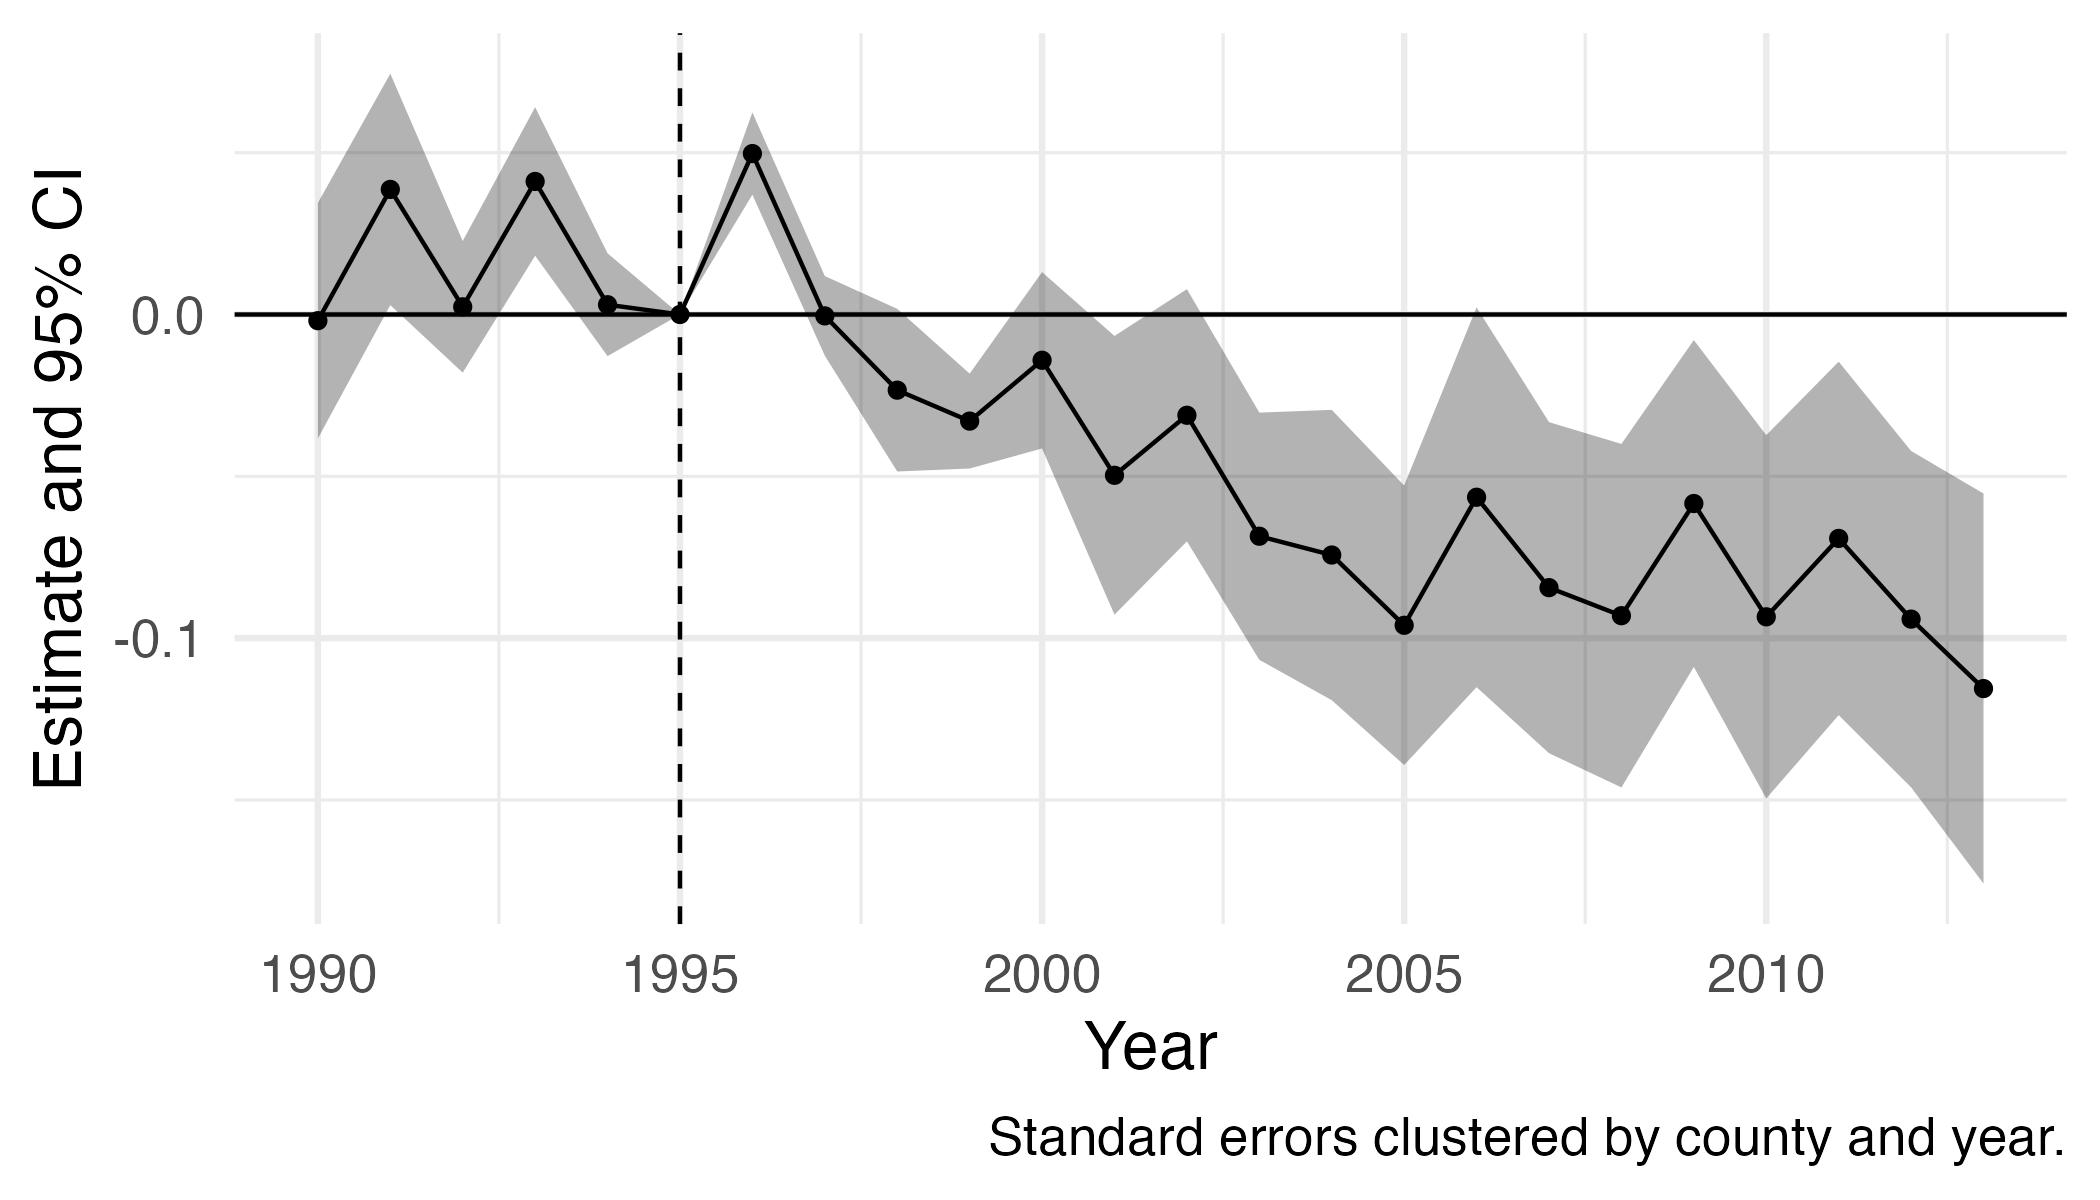 Estimate and 95% CI
0.0
-0.1
1990
1995
2000
2005
2010
Year
Standard errors clustered by county and year.